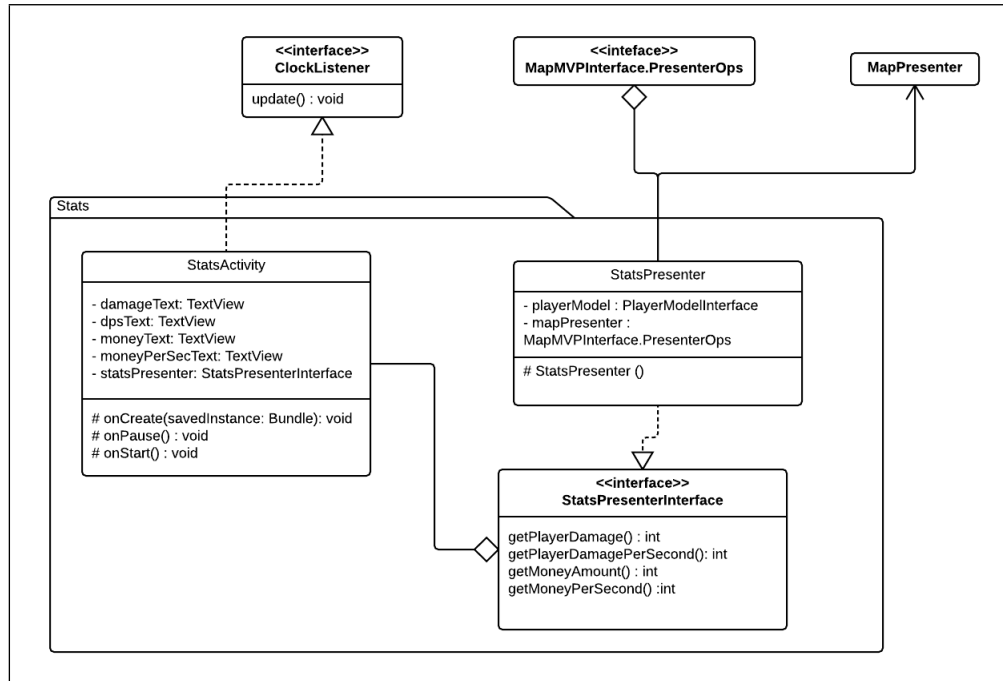 <<interface>>
ClockListener
update() : void
<<inteface>>
MapMVPInterface.PresenterOps
MapPresenter
Stats
StatsActivity
- damageText: TextView
- dpsText: TextView
- moneyText: TextView
- moneyPerSecText: TextView
- statsPresenter: StatsPresenterInterface
# onCreate(savedInstance: Bundle): void
# onPause() : void
# onStart() : void
StatsPresenter
- playerModel : PlayerModelInterface
- mapPresenter :
MapMVPInterface.PresenterOps
# StatsPresenter ()
<<interface>>
StatsPresenterInterface
getPlayerDamage() : int
getPlayerDamagePerSecond(): int
getMoneyAmount() : int
getMoneyPerSecond() :int